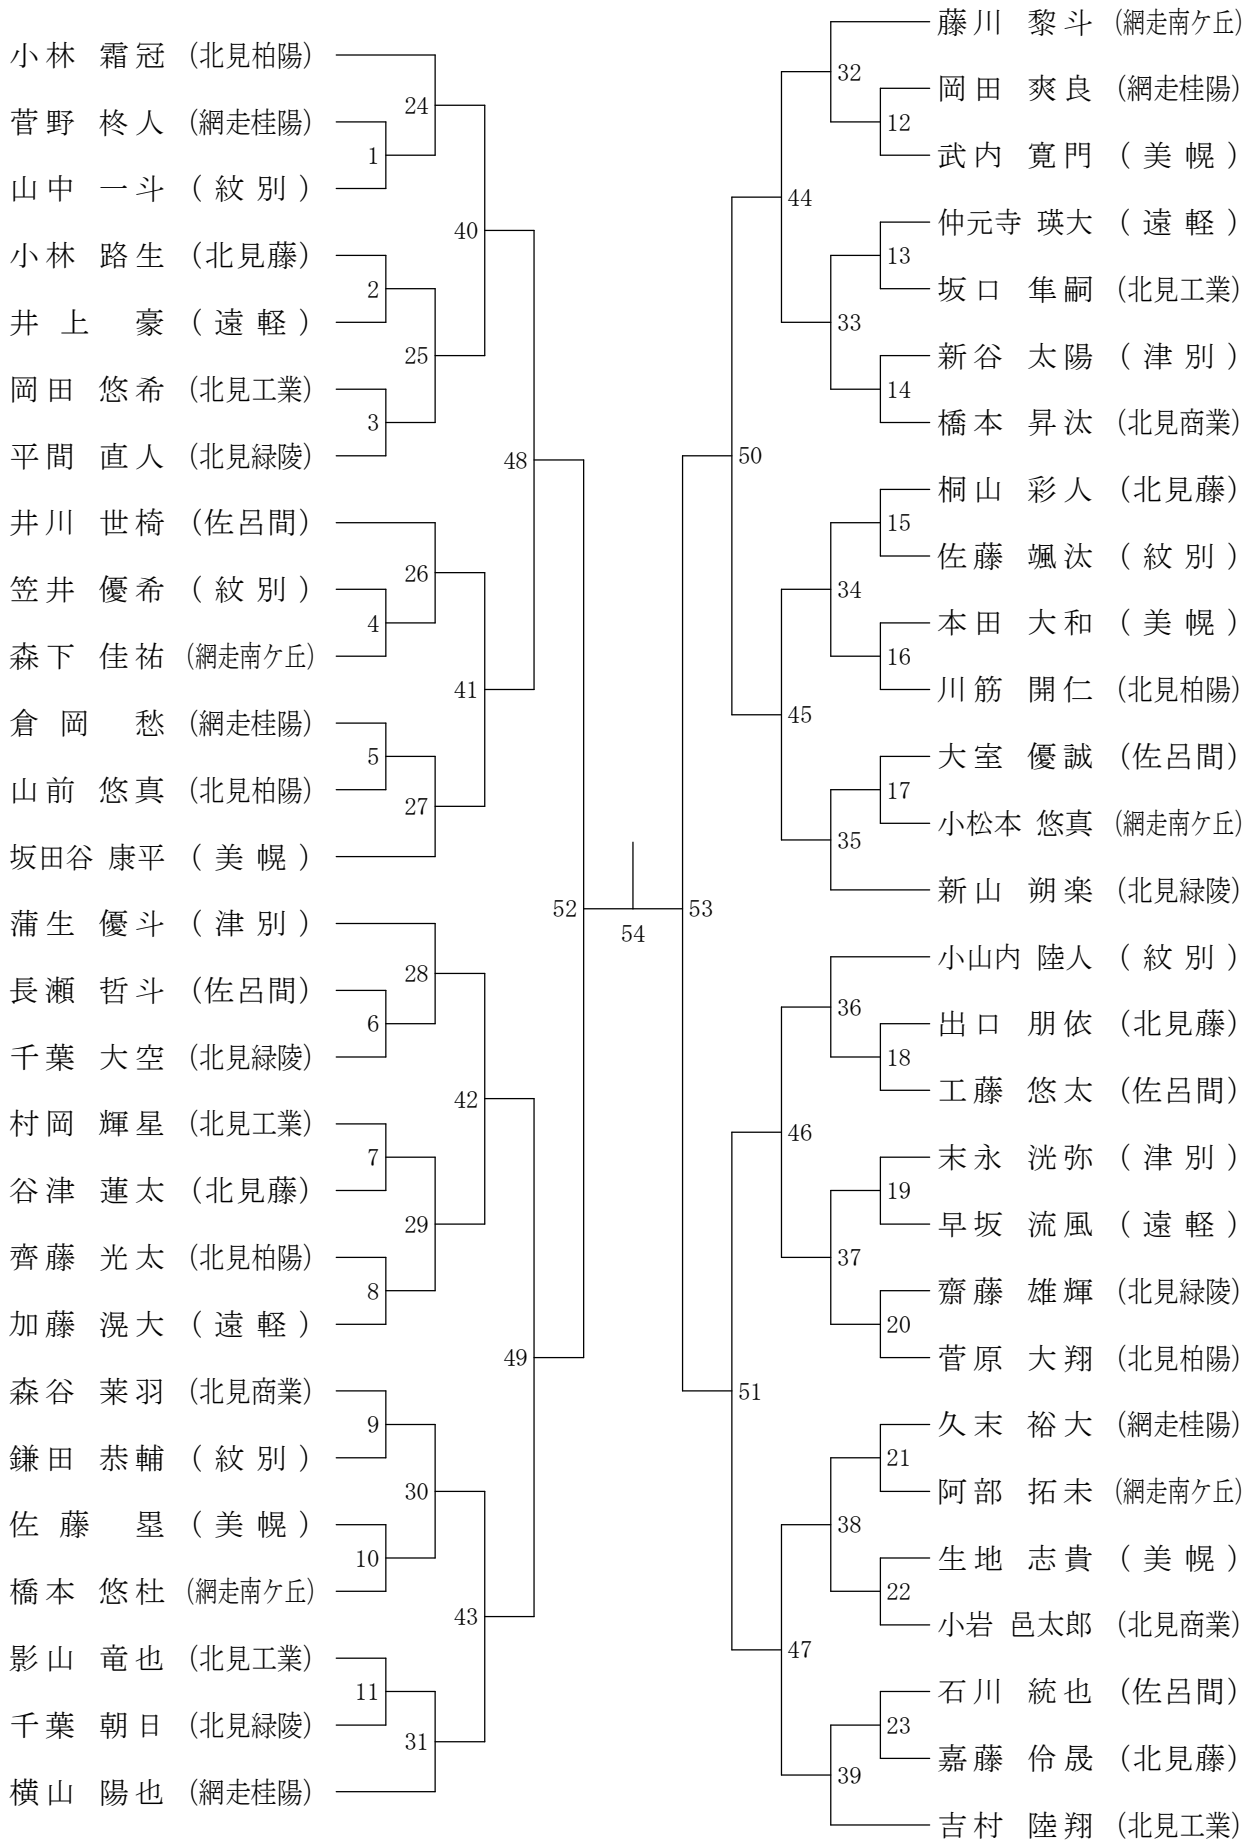 小林 霜冠 (北見柏陽)
菅野 柊人 (網走桂陽)
山中 一斗 (紋別)
小林 路生 (北見藤)
井上 豪 (遠軽)
岡田 悠希 (北見工業)
平間 直人 (北見緑陵)
井川 世椅 (佐呂間)
笠井 優希 (紋別)
森下 佳祐 (網走南ケ丘)
倉岡 愁 (網走桂陽)
山前 悠真 (北見柏陽)
坂田谷 康平 (美幌)
蒲生 優斗 (津別)
長瀬 哲斗 (佐呂間)
千葉 大空 (北見緑陵)
村岡 輝星 (北見工業)
谷津 蓮太 (北見藤)
齊藤 光太 (北見柏陽)
加藤 滉大 (遠軽)
森谷 莱羽 (北見商業)
鎌田 恭輔 (紋別)
佐藤 塁 (美幌)
橋本 悠杜 (網走南ケ丘)
影山 竜也 (北見工業)
千葉 朝日 (北見緑陵)
横山 陽也 (網走桂陽)
1
2
3
4
5
6
7
8
9
10
11
24
25
26
27
28
29
30
31
40
41
42
43
48
49
52
54
53
50
51
44
45
46
47
32
33
34
35
36
37
38
39
12
13
14
15
16
17
18
19
20
21
22
23
藤川 黎斗 (網走南ケ丘)
岡田 爽良 (網走桂陽)
武内 寛門 (美幌)
仲元寺 瑛大 (遠軽)
坂口 隼嗣 (北見工業)
新谷 太陽 (津別)
橋本 昇汰 (北見商業)
桐山 彩人 (北見藤)
佐藤 颯汰 (紋別)
本田 大和 (美幌)
川筋 開仁 (北見柏陽)
大室 優誠 (佐呂間)
小松本 悠真 (網走南ケ丘)
新山 朔楽 (北見緑陵)
小山内 陸人 (紋別)
出口 朋依 (北見藤)
工藤 悠太 (佐呂間)
末永 洸弥 (津別)
早坂 流風 (遠軽)
齋藤 雄輝 (北見緑陵)
菅原 大翔 (北見柏陽)
久末 裕大 (網走桂陽)
阿部 拓未 (網走南ケ丘)
生地 志貴 (美幌)
小岩 邑太郎 (北見商業)
石川 統也 (佐呂間)
嘉藤 伶晟 (北見藤)
吉村 陸翔 (北見工業)